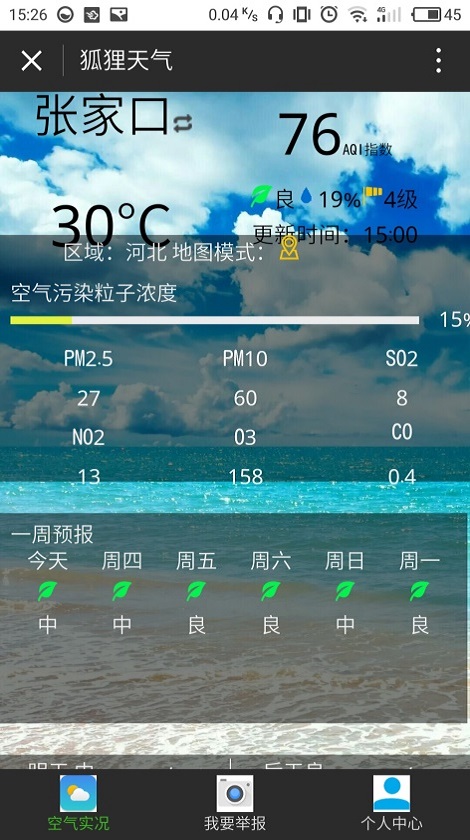 15:26 0.04 K/s 4G 45
狐狸天气
张家口
76 AQI指数
良 19% 4级
30°C
更新时间：15:00
区域：河北 地图模式：
空气污染粒子浓度
15%
PM2.5 PM10 SO2
27 60 8
NO2 O3 CO
13 158 0.4
一周预报
今天 周四 周五 周六 周日 周一
中 中 良 良 中 良
空气实况 我要举报 个人中心